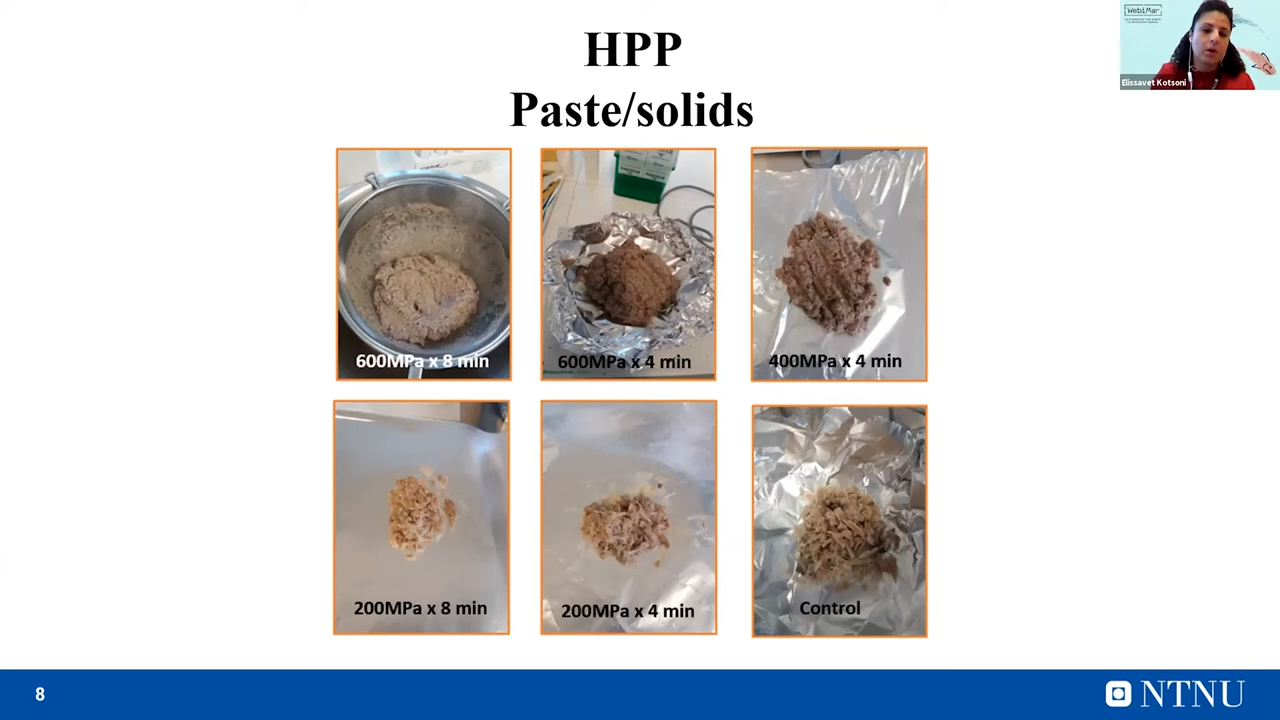 HPP
Paste/solids
WebiMar
Elissavet Kotsoni
600MPa x 8 min
600MPa x 4 min
400MPa x 4 min
200MPa x 8 min
200MPa x 4 min
Control
8
NTNU